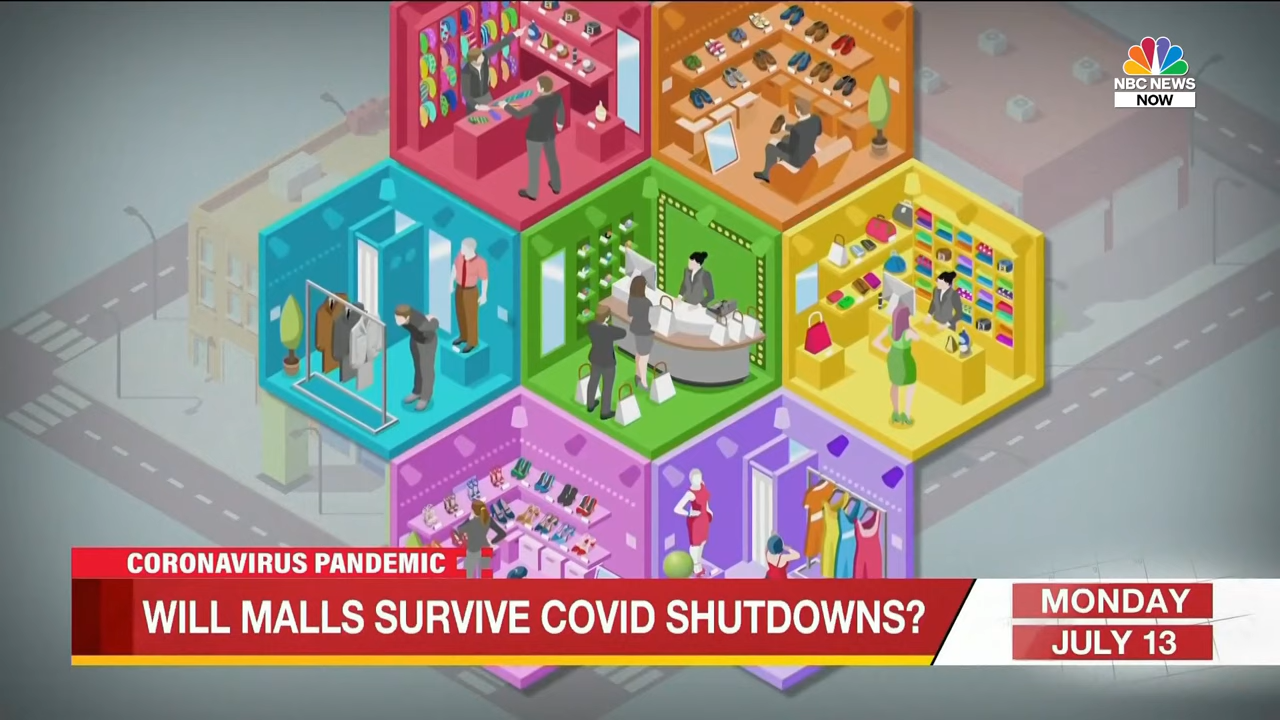 NBC NEWS
NOW
CORONAVIRUS PANDEMIC
WILL MALLS SURVIVE COVID SHUTDOWNS?
MONDAY
JULY 13